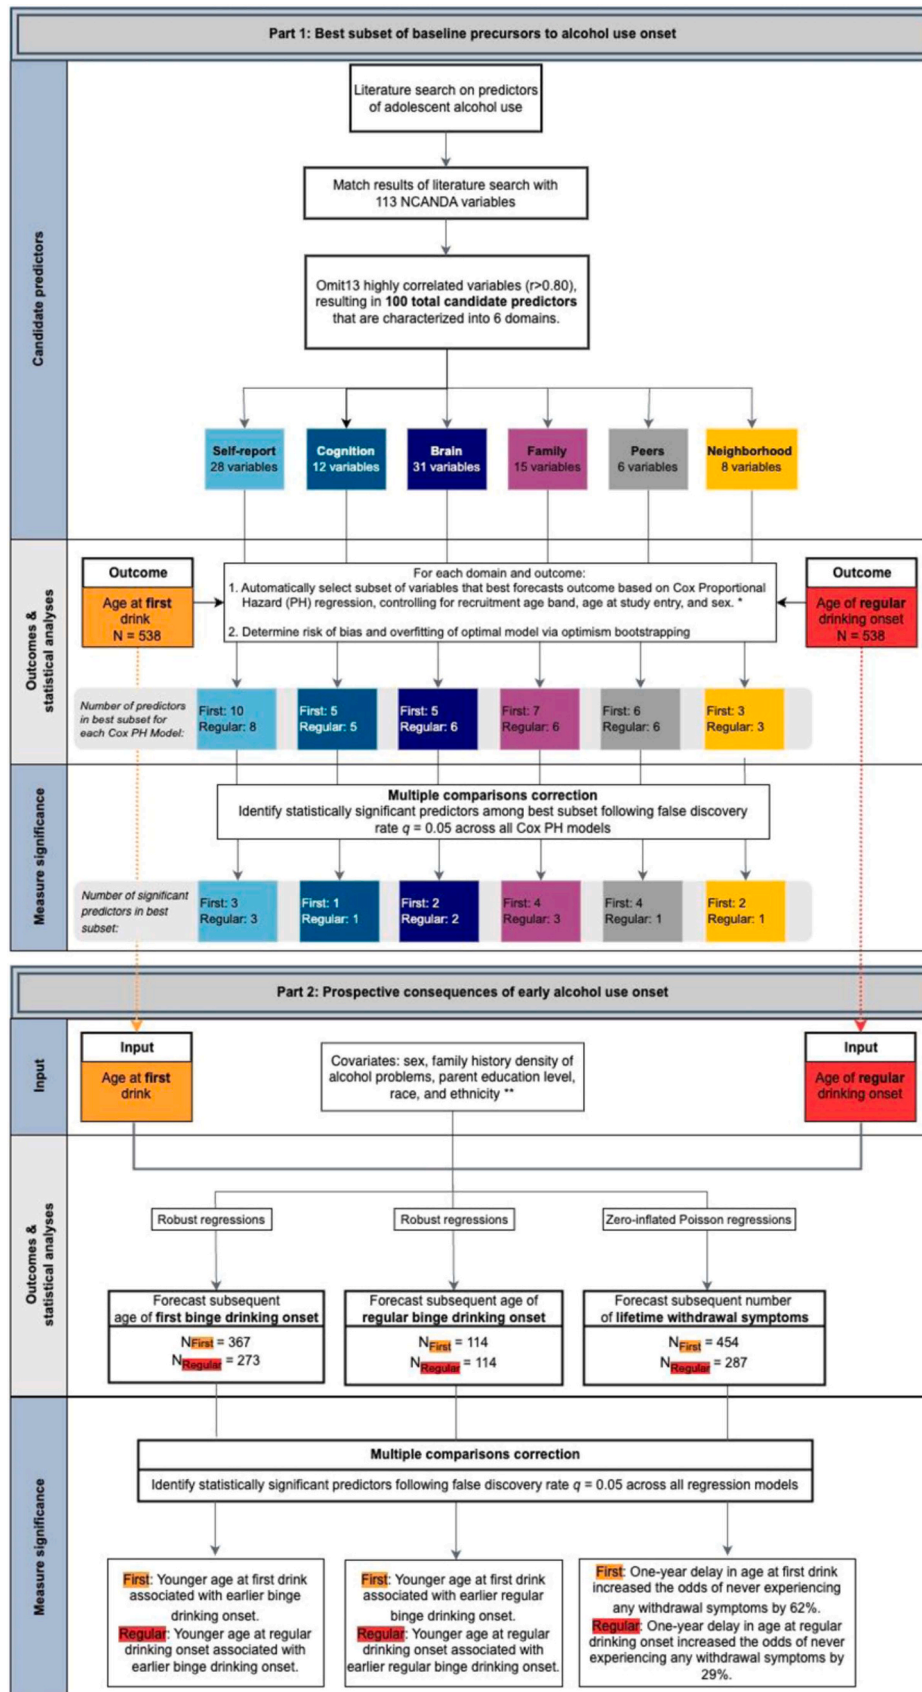 Part 1: Best subset of baseline precursors to alcohol use onset
Candidate predictors
Literature search on predictors
of adolescent alcohol use
Match results of literature search with
113 NCANDA variables
Omit13 highly correlated variables (r>0.80),
resulting in 100 total candidate predictors
that are characterized into 6 domains.
Self-report
28 variables
Cognition
12 variables
Brain
31 variables
Family
15 variables
Peers
6 variables
Neighborhood
8 variables
Outcomes &
statistical analyses
Outcome
Age at first
drink
N = 538
For each domain and outcome:
1. Automatically select subset of variables that best forecasts outcome based on Cox Proportional
Hazard (PH) regression, controlling for recruitment age band, age at study entry, and sex. *
2. Determine risk of bias and overfitting of optimal model via optimism bootstrapping
Outcome
Age of regular
drinking onset
N = 538
Number of predictors
in best subset for
each Cox PH Model:
First: 10
Regular: 8
First: 5
Regular: 5
First: 5
Regular: 6
First: 7
Regular: 6
First: 6
Regular: 6
First: 3
Regular: 3
Measure significance
Multiple comparisons correction
Identify statistically significant predictors among best subset following false discovery
rate q = 0.05 across all Cox PH models
Number of significant
predictors in best
subset:
First: 3
Regular: 3
First: 1
Regular: 1
First: 2
Regular: 2
First: 4
Regular: 3
First: 4
Regular: 1
First: 2
Regular: 1
Part 2: Prospective consequences of early alcohol use onset
Input
Input
Age at first
drink
Covariates: sex, family history density of
alcohol problems, parent education level,
race, and ethnicity **
Input
Age of regular
drinking onset
Outcomes &
statistical analyses
Robust regressions
Robust regressions
Zero-inflated Poisson regressions
Forecast subsequent
age of first binge drinking onset
NFirst = 367
NRegular = 273
Forecast subsequent age of
regular binge drinking onset
NFirst = 114
NRegular = 114
Forecast subsequent number
of lifetime withdrawal symptoms
NFirst = 454
NRegular = 287
Measure significance
Multiple comparisons correction
Identify statistically significant predictors following false discovery rate q = 0.05 across all regression models
First: Younger age at first drink
associated with earlier binge
drinking onset.
Regular: Younger age at regular
drinking onset associated with
earlier binge drinking onset.
First: Younger age at first drink
associated with earlier regular
binge drinking onset.
Regular: Younger age at regular
drinking onset associated with
earlier regular binge drinking onset.
First: One-year delay in age at first drink
increased the odds of never experiencing
any withdrawal symptoms by 62%.
Regular: One-year delay in age at regular
drinking onset increased the odds of never
experiencing any withdrawal symptoms by
29%.